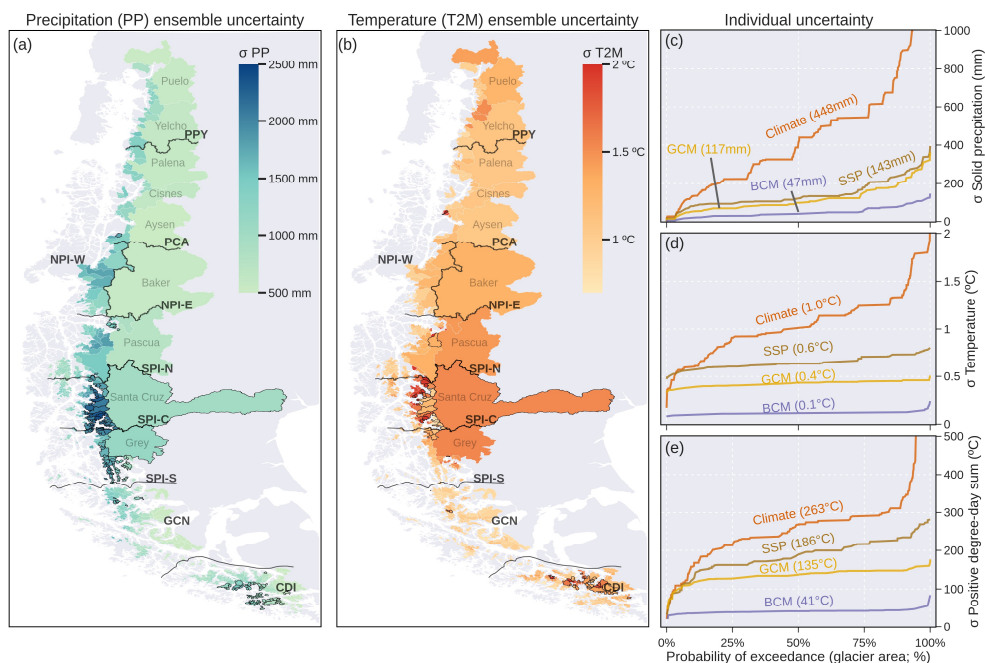 Precipitation (PP) ensemble uncertainty
Temperature (T2M) ensemble uncertainty
Individual uncertainty
(a)
σ PP
2500 mm
2000 mm
1500 mm
1000 mm
500 mm
Puelo
Yelcho
PPY
Palena
Cisnes
Aysen
PCA
NPI-W
Baker
NPI-E
Pascua
SPI-N
Santa Cruz
SPI-C
Grey
SPI-S
GCN
CDI
(b)
σ T2M
2 ºC
1.5 ºC
1 ºC
Puelo
Yelcho
PPY
Palena
Cisnes
Aysen
PCA
NPI-W
Baker
NPI-E
Pascua
SPI-N
Santa Cruz
SPI-C
Grey
SPI-S
GCN
CDI
(c)
Climate (448mm)
GCM (117mm)
BCM (47mm)
SSP (143mm)
1000
800
600
400
200
0
σ Solid precpitation (mm)
(d)
Climate (1.0°C)
SSP (0.6°C)
GCM (0.4°C)
BCM (0.1°C)
2
1.5
1
0.5
0
σ Temperature (ºC)
(e)
Climate (263°C)
SSP (186°C)
GCM (135°C)
BCM (41°C)
500
400
300
200
100
0
σ Positive degree-day sum (ºC)
0% 25% 50% 75% 100%
Probability of exceedance (glacier area; %)